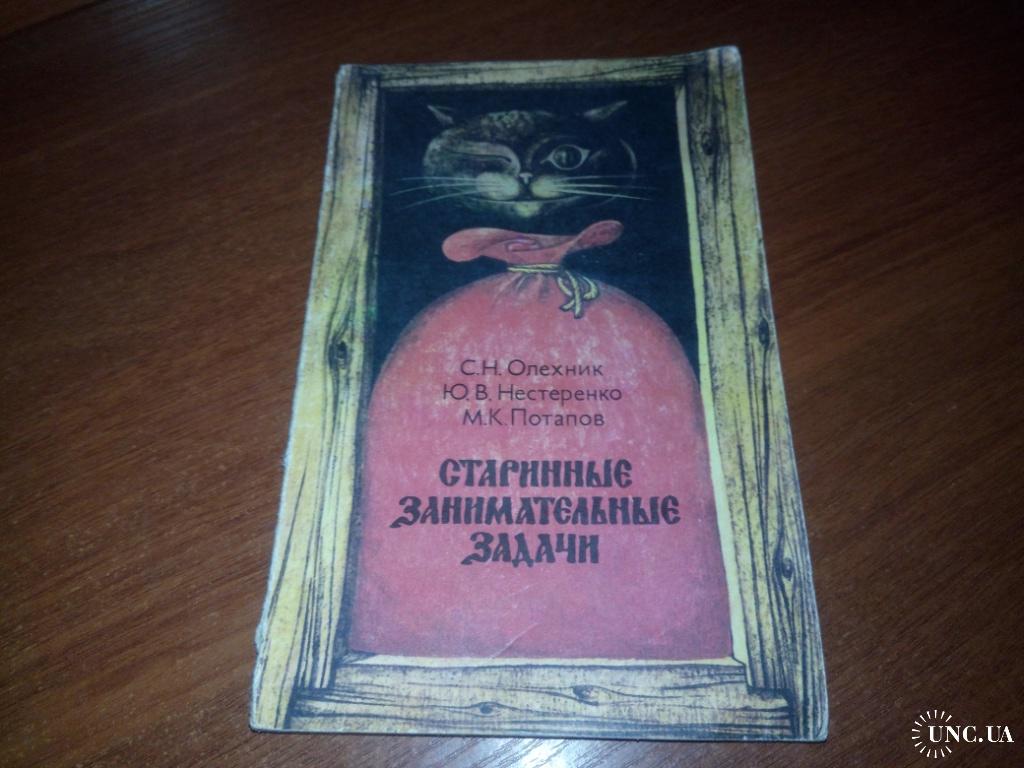 С.Н. Олехник
Ю.В. Нестеренко
М.К. Потапов
СТАРИННЫЕ
ЗАНИМАТЕЛЬНЫЕ
ЗАДАЧИ
UNC.UA